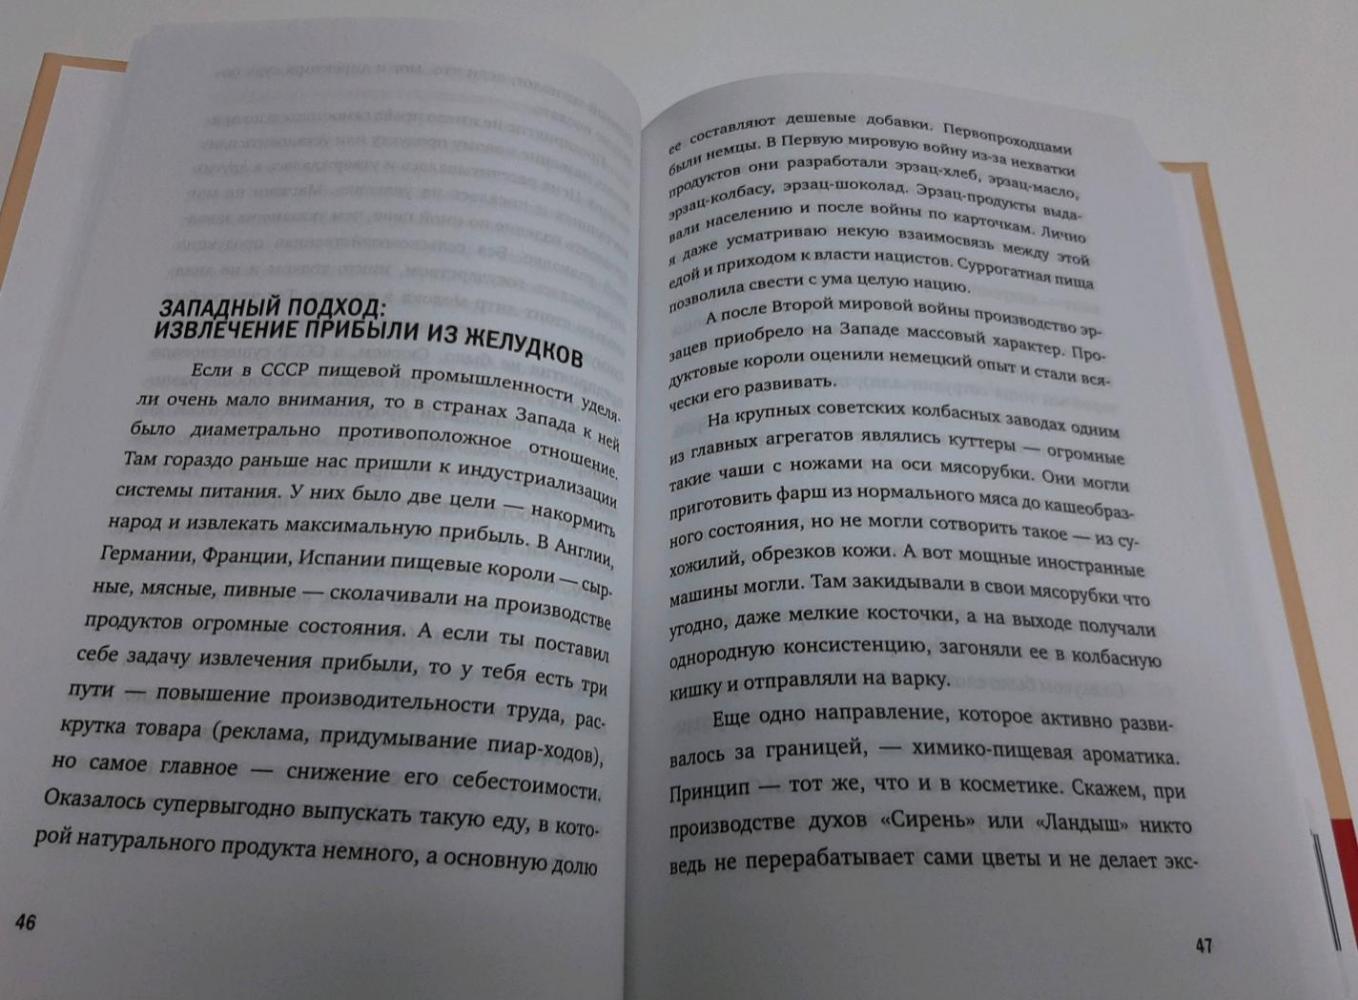 ЗАПАДНЫЙ ПОДХОД:
ИЗВЛЕЧЕНИЕ ПРИБЫЛИ ИЗ ЖЕЛУДКОВ
Если в СССР пищевой промышленности уделя-
ли очень мало внимания, то в странах Запада к ней
было диаметрально противоположное отношение.
Там гораздо раньше нас пришли к индустриализации
системы питания. У них было две цели — накормить
народ и извлекать максимальную прибыль. В Англии,
Германии, Франции, Испании пищевые короли — сыр-
ные, мясные, пивные — сколачивали на производстве
продуктов огромные состояния. А если ты поставил
себе задачу извлечения прибыли, то у тебя есть три
пути — повышение производительности труда, рас-
крутка товара (реклама, придумывание пиар-ходов),
но самое главное — снижение его себестоимости.
Оказалось супервыгодно выпускать такую еду, в кото-
рой натурального продукта немного, а основную долю
46
ее составляют дешевые добавки. Первопроходцами
были немцы. В Первую мировую войну из-за нехватки
продуктов они разработали эрзац-хлеб, эрзац-масло,
эрзац-колбасу, эрзац-шоколад. Эрзац-продукты выда-
вали населению и после войны по карточкам. Лично
я даже усматриваю некую взаимосвязь между этой
едой и приходом к власти нацистов. Суррогатная пища
позволила свести с ума целую нацию.
А после Второй мировой войны производство эр-
зацев приобрело на Западе массовый характер. Про-
дуктовые короли оценили немецкий опыт и стали вся-
чески его развивать.
На крупных советских колбасных заводах одним
из главных агрегатов являлись куттеры — огромные
такие чаши с ножами на оси мясорубки. Они могли
приготовить фарш из нормального мяса до кашеобраз-
ного состояния, но не могли сотворить такое — из су-
хожилий, обрезков кожи. А вот мощные иностранные
машины могли. Там закидывали в свои мясорубки что
угодно, даже мелкие косточки, а на выходе получали
однородную консистенцию, загоняли ее в колбасную
кишку и отправляли на варку.
Еще одно направление, которое активно разви-
валось за границей, — химико-пищевая ароматика.
Принцип — тот же, что и в косметике. Скажем, при
производстве духов «Сирень» или «Ландыш» никто
ведь не перерабатывает сами цветы и не делает экс-
47